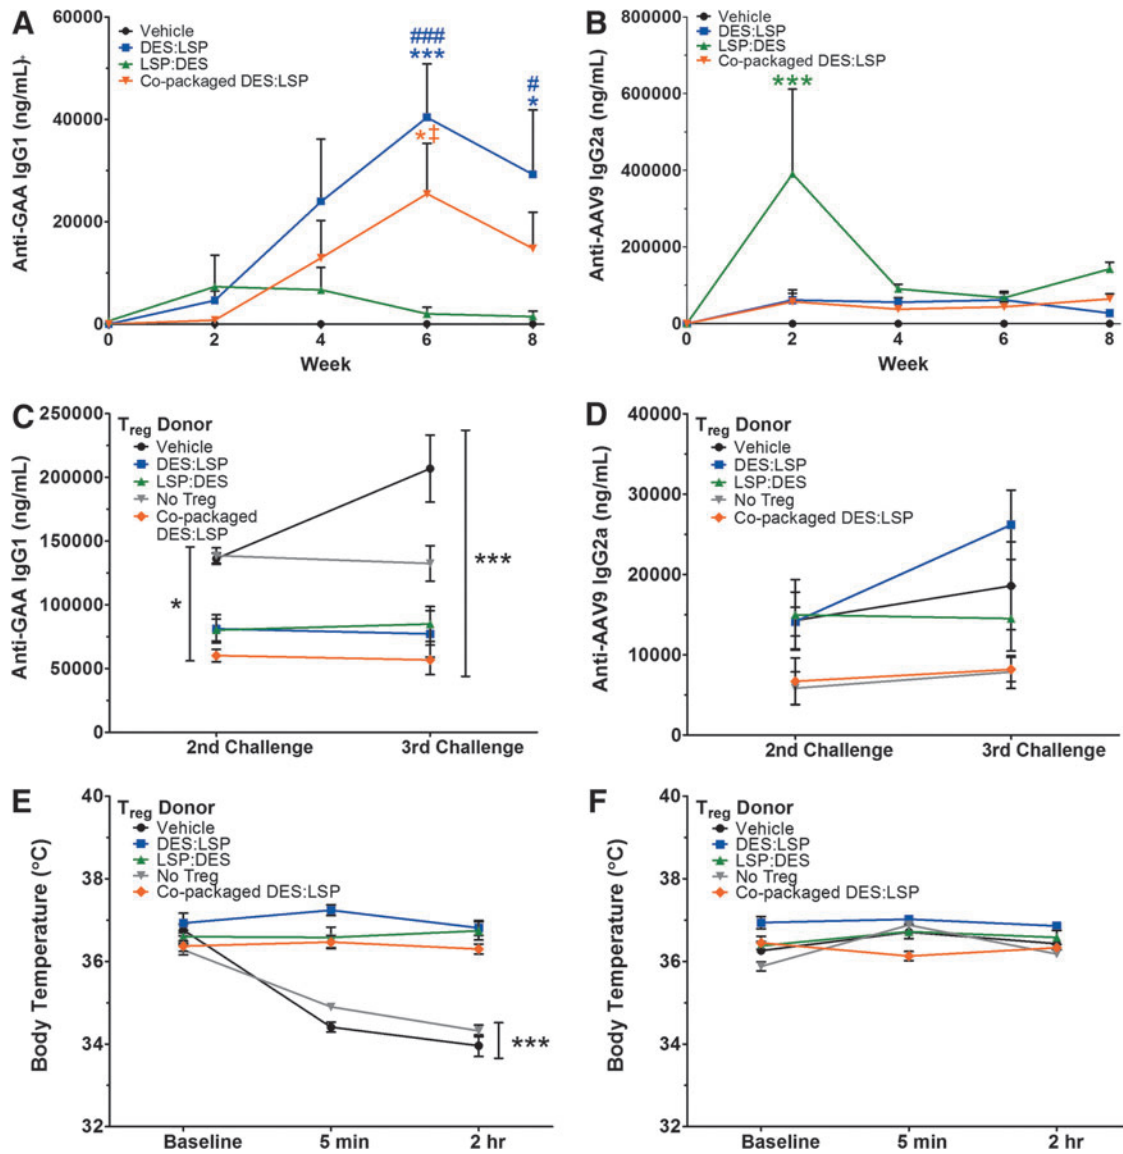 A
Anti-GAA IgG1 (ng/mL)
60000
40000
20000
0
Vehicle
DES:LSP
LSP:DES
Co-packaged DES:LSP
###
***
*‡
#
*
0 2 4 6 8
Week
B
Anti-AAV9 IgG2a (ng/mL)
800000
600000
400000
200000
0
Vehicle
DES:LSP
LSP:DES
Co-packaged DES:LSP
***
0 2 4 6 8
Week
C
Anti-GAA IgG1 (ng/mL)
250000
200000
150000
100000
50000
0
Treg Donor
Vehicle
DES:LSP
LSP:DES
No Treg
Co-packaged
DES:LSP
*
***
2nd Challenge 3rd Challenge
D
Anti-AAV9 IgG2a (ng/mL)
40000
30000
20000
10000
0
Treg Donor
Vehicle
DES:LSP
LSP:DES
No Treg
Co-packaged DES:LSP
2nd Challenge 3rd Challenge
E
Body Temperature (°C)
40
38
36
34
32
Treg Donor
Vehicle
DES:LSP
LSP:DES
No Treg
Co-packaged DES:LSP
***
Baseline 5 min 2 hr
F
Body Temperature (°C)
40
38
36
34
32
Treg Donor
Vehicle
DES:LSP
LSP:DES
No Treg
Co-packaged DES:LSP
Baseline 5 min 2 hr